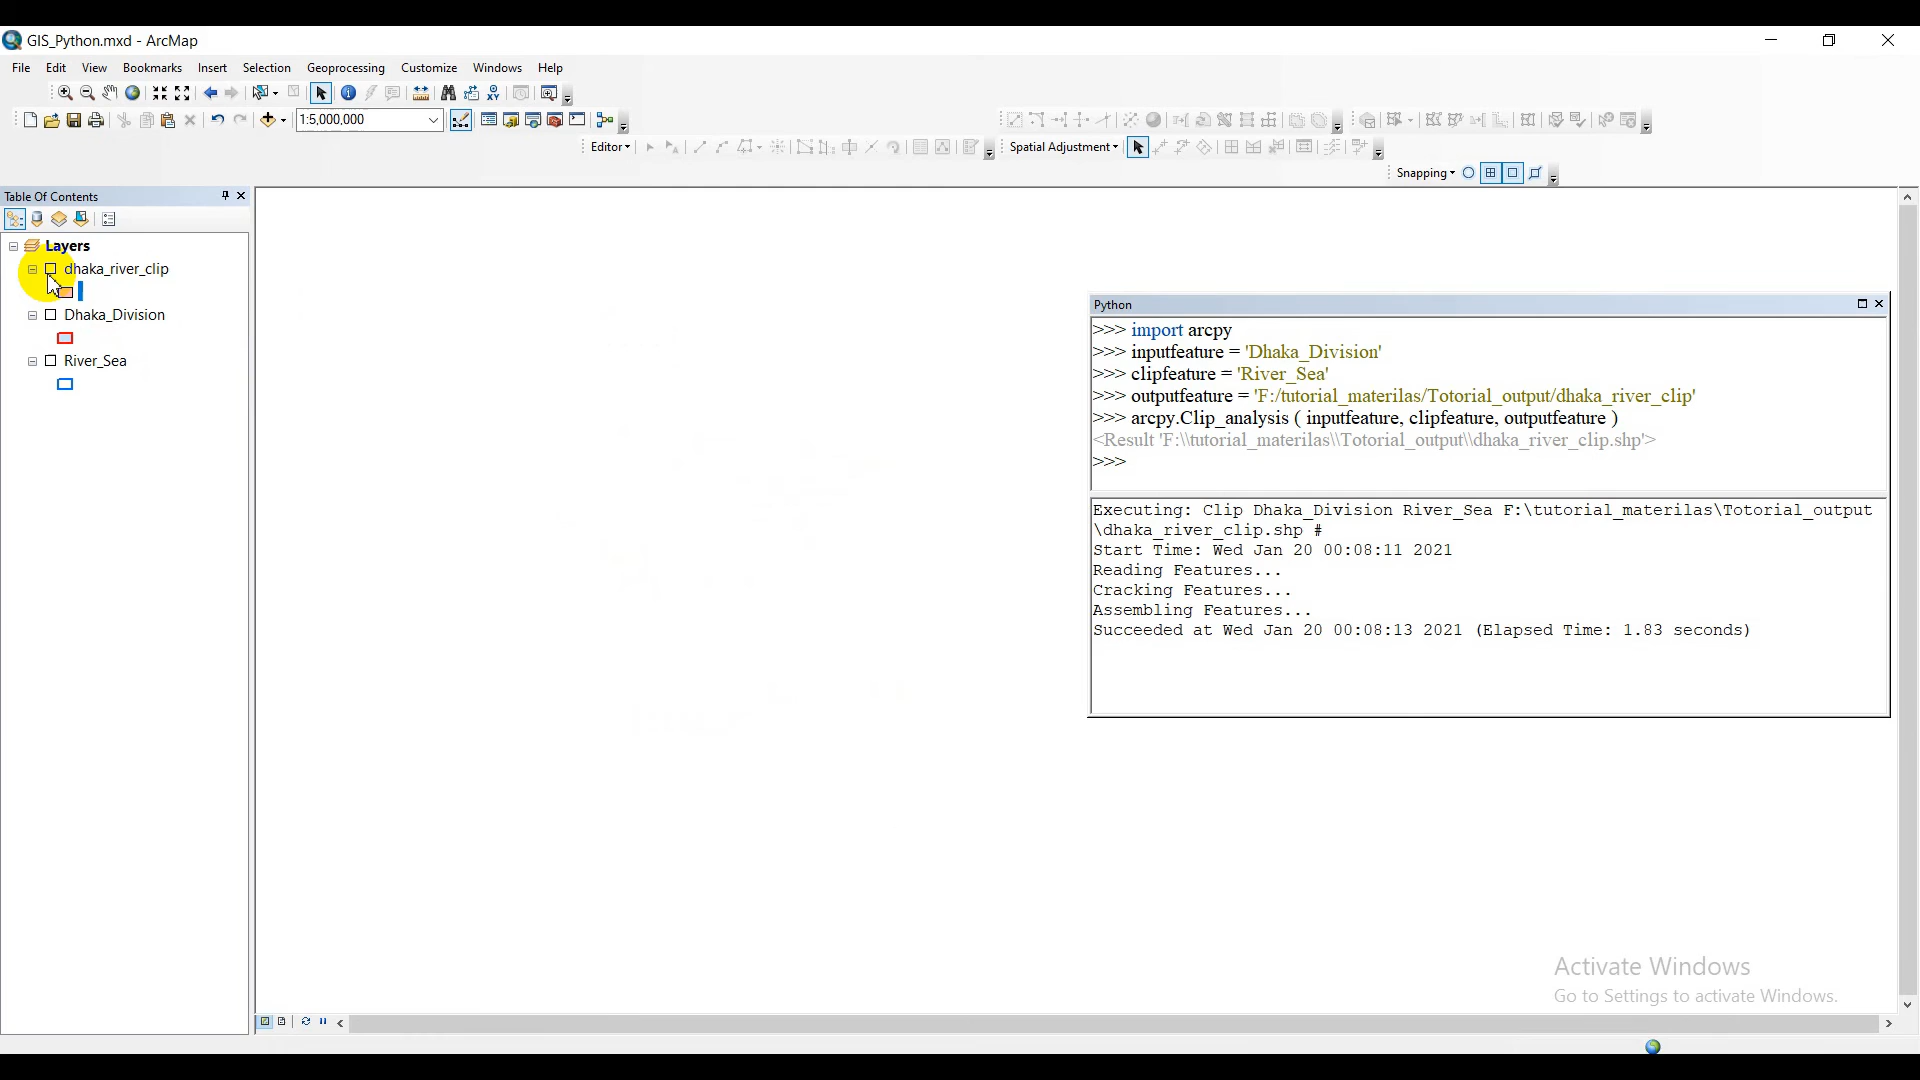 GIS_Python.mxd - ArcMap
File Edit View Bookmarks Insert Selection Geoprocessing Customize Windows Help
1:5,000,000
Editor Spatial Adjustment
Snapping
Table Of Contents
Layers
dhaka_river_clip
Dhaka_Division
River_Sea
Python
>>> import arcpy
>>> inputfeature = 'Dhaka_Division'
>>> clipfeature = 'River_Sea'
>>> outputfeature = 'F:/tutorial_materilas/Totorial_output/dhaka_river_clip'
>>> arcpy.Clip_analysis ( inputfeature, clipfeature, outputfeature )
<Result 'F:\\tutorial_materilas\\Totorial_output\\dhaka_river_clip.shp'>
>>>
Executing: Clip Dhaka_Division River_Sea F:\tutorial_materilas\Totorial_output
\dhaka_river_clip.shp #
Start Time: Wed Jan 20 00:08:11 2021
Reading Features...
Cracking Features...
Assembling Features...
Succeeded at Wed Jan 20 00:08:13 2021 (Elapsed Time: 1.83 seconds)
Activate Windows
Go to Settings to activate Windows.